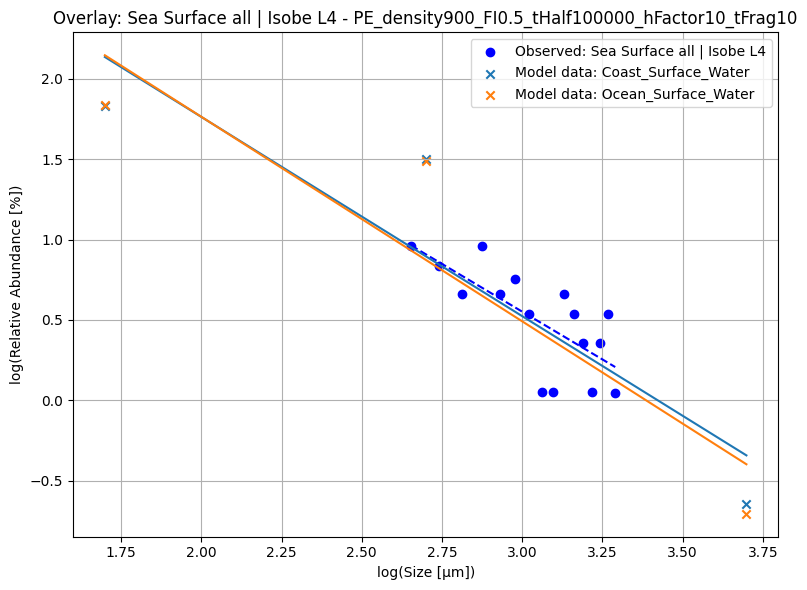 Overlay: Sea Surface all | Isobe L4 - PE_density900_FI0.5_tHalf100000_hFactor10_tFrag10
Observed: Sea Surface all | Isobe L4
Model data: Coast_Surface_Water
Model data: Ocean_Surface_Water
log(Relative Abundance [%])
2.0
1.5
1.0
0.5
0.0
−0.5
1.75 2.00 2.25 2.50 2.75 3.00 3.25 3.50 3.75
log(Size [µm])